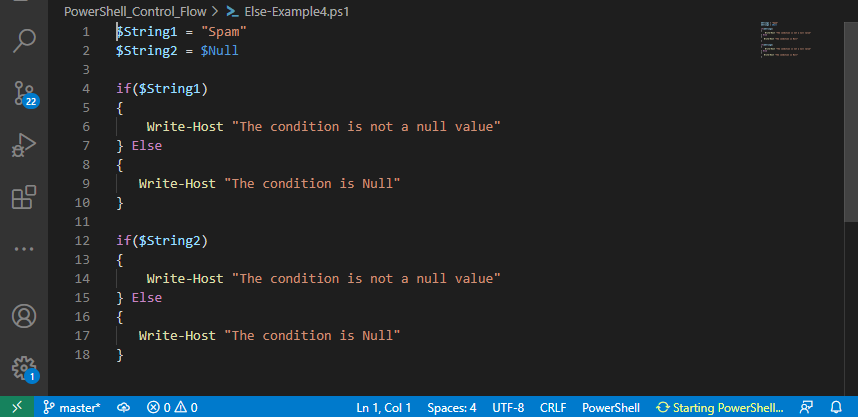 PowerShell_Control_Flow > Else-Example4.ps1
1 $String1 = "Spam"
2 $String2 = $Null
3
4 if($String1)
5 {
6     Write-Host "The condition is not a null value"
7 } Else
8 {
9    Write-Host "The condition is Null"
10 }
11
12 if($String2)
13 {
14     Write-Host "The condition is not a null value"
15 } Else
16 {
17    Write-Host "The condition is Null"
18 }
22
1
master* 0 0 Ln 1, Col 1 Spaces: 4 UTF-8 CRLF PowerShell Starting PowerShell...